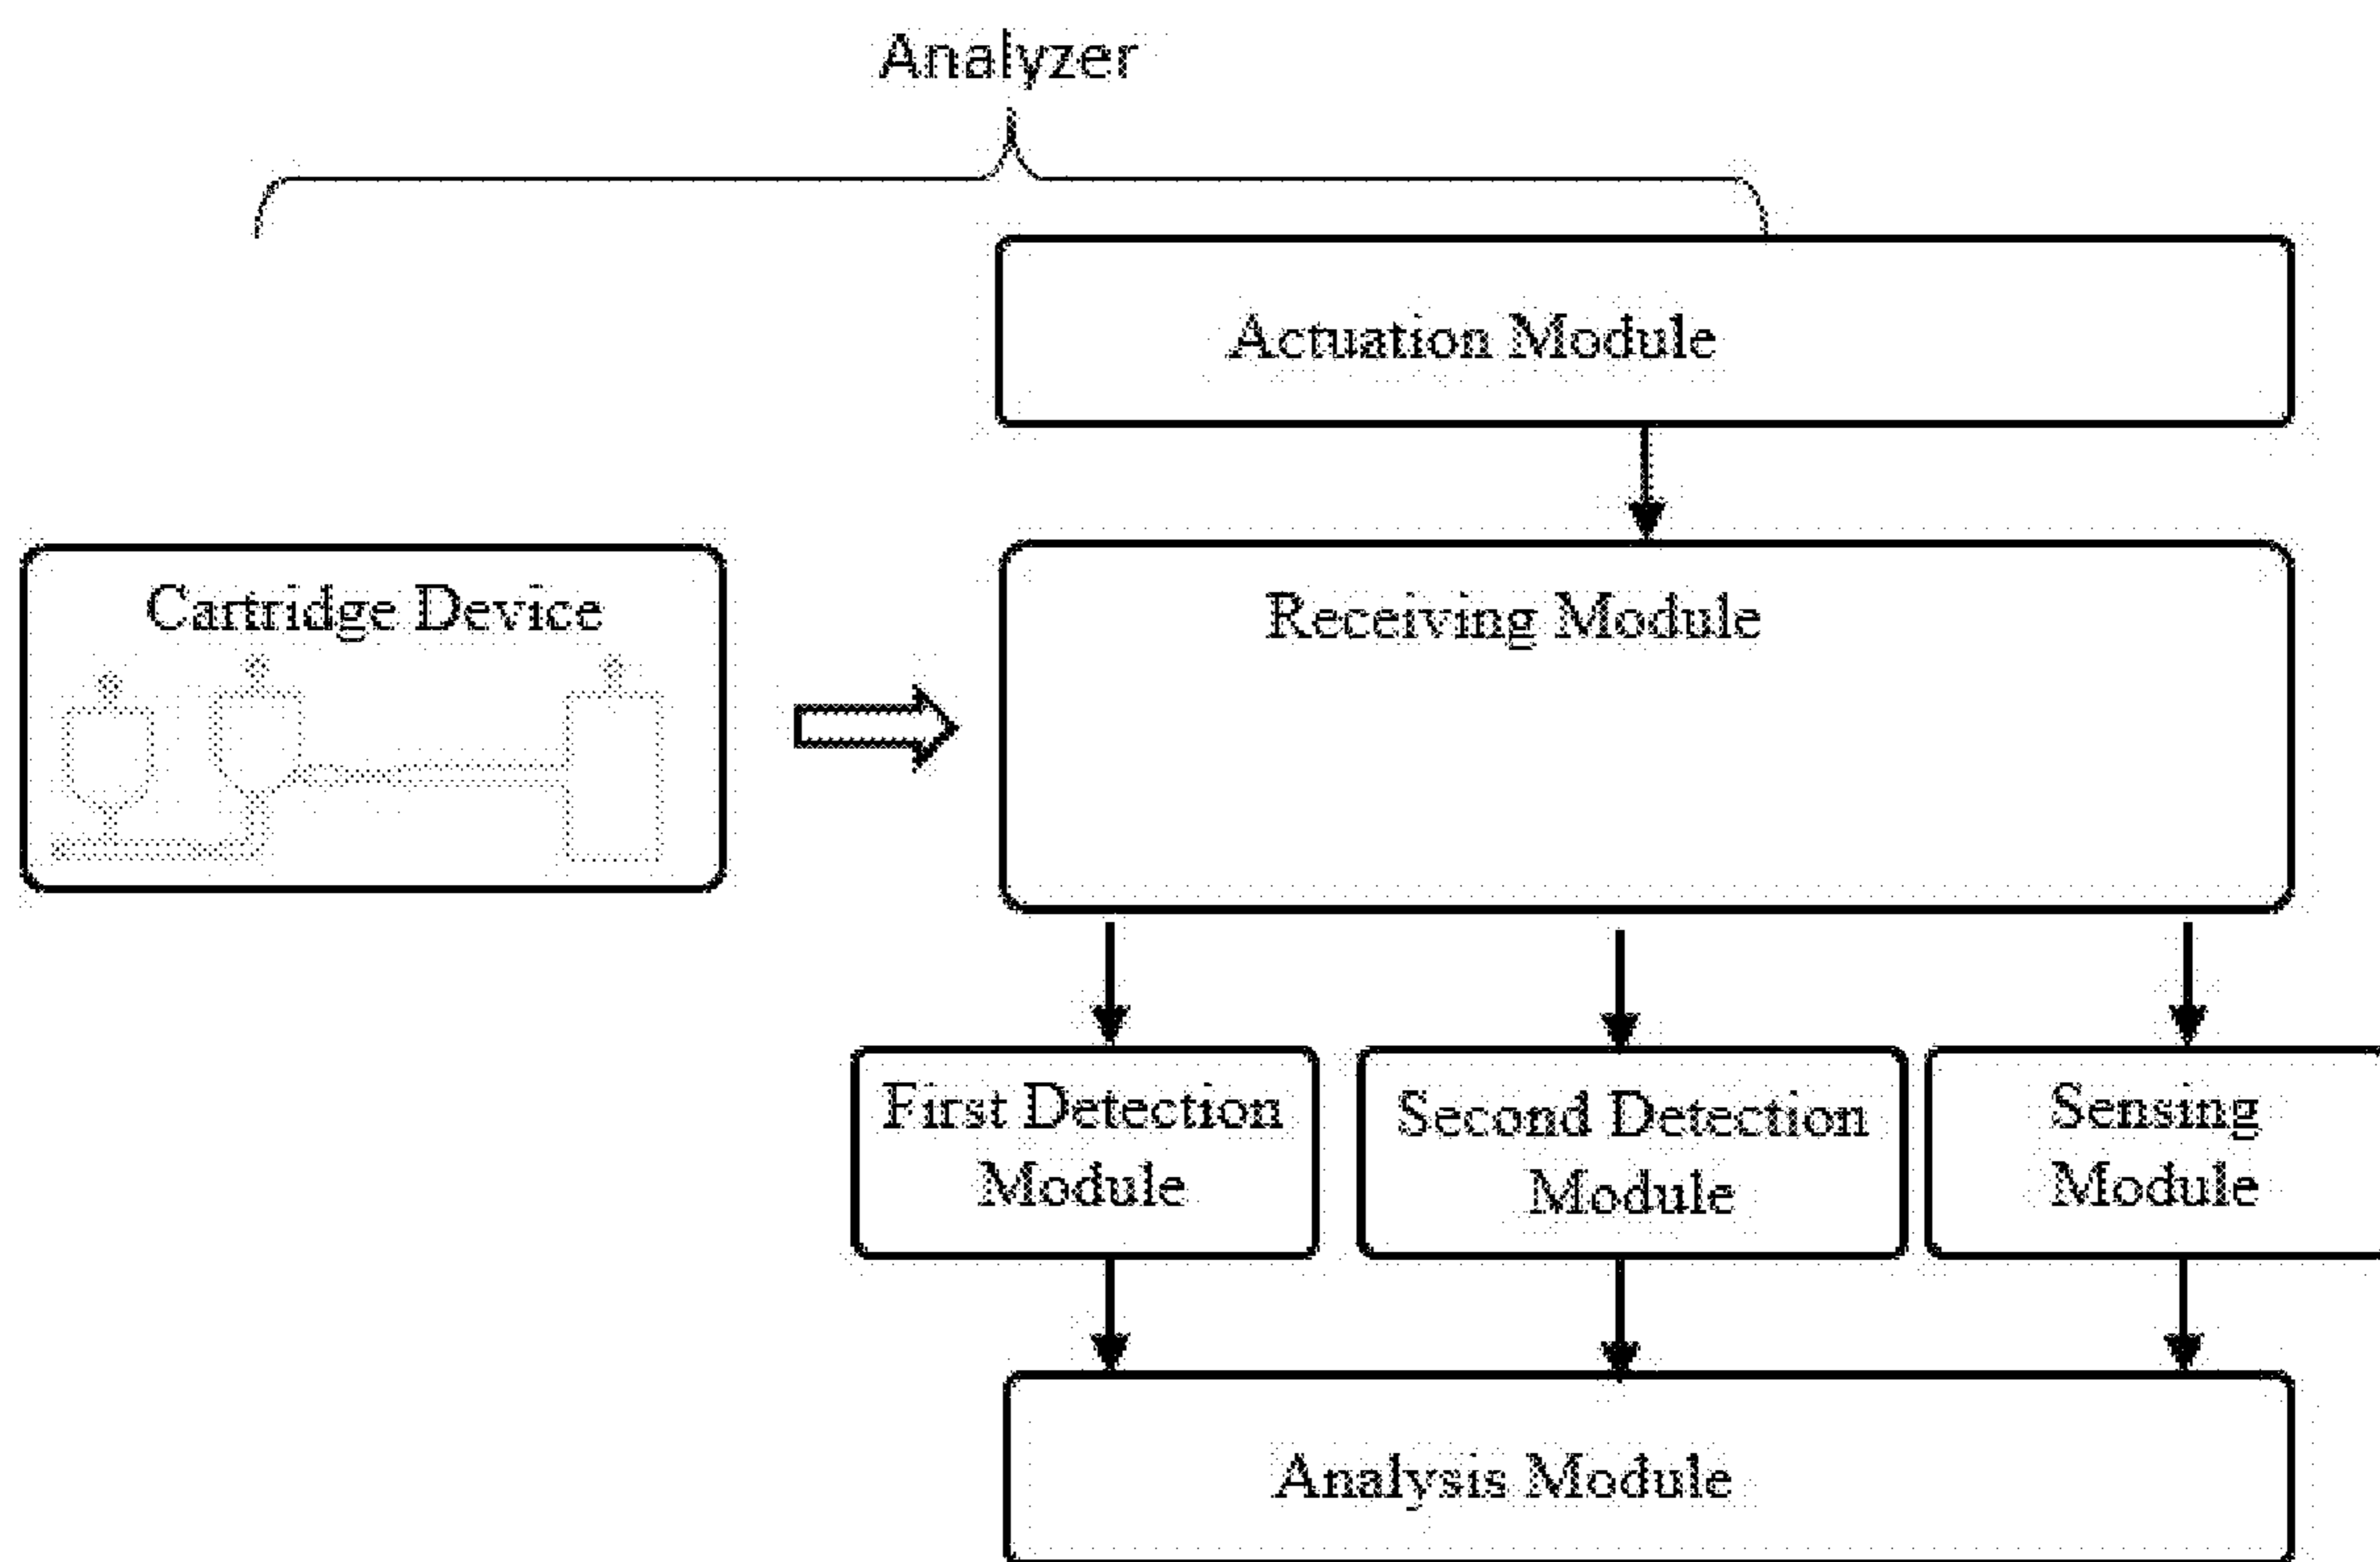 Analyzer
Actuation Module
Cartridge Device
Receiving Module
First Detection
Module
Second Detection
Module
Sensing
Module
Analysis Module